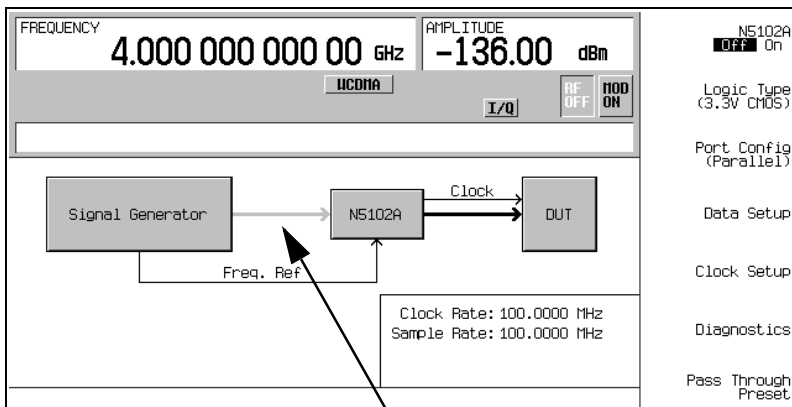 FREQUENCY
4.000 000 000 00 GHz
AMPLITUDE
-136.00 dBm
WCDMA
I/Q
RF
OFF
MOD
ON
Signal Generator
N5102A
Clock
DUT
Freq. Ref
Clock Rate: 100.0000 MHz
Sample Rate: 100.0000 MHz
N5102A
Off On
Logic Type
(3.3V CMOS)
Port Config
(Parallel)
Data Setup
Clock Setup
Diagnostics
Pass Through
Preset